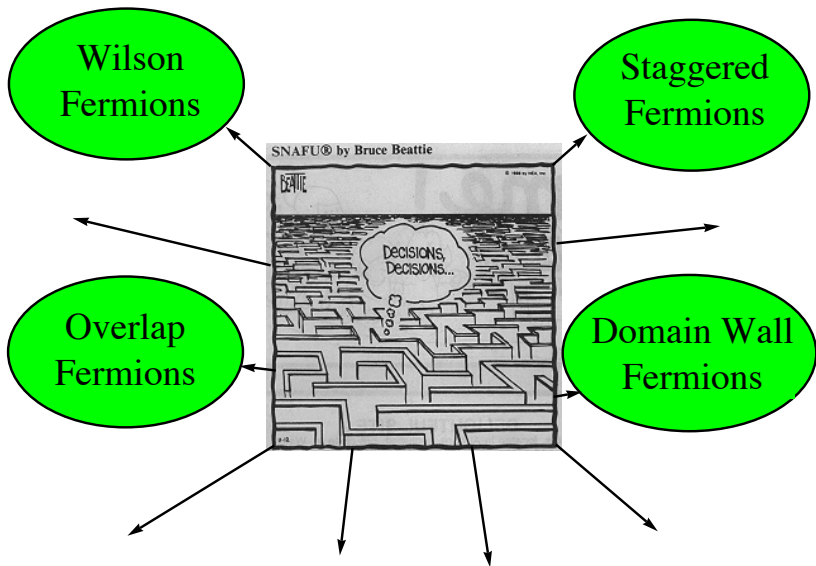 Wilson
Fermions
Staggered
Fermions
SNAFU® by Bruce Beattie
BEATTIE
DECISIONS,
DECISIONS...
Overlap
Fermions
Domain Wall
Fermions